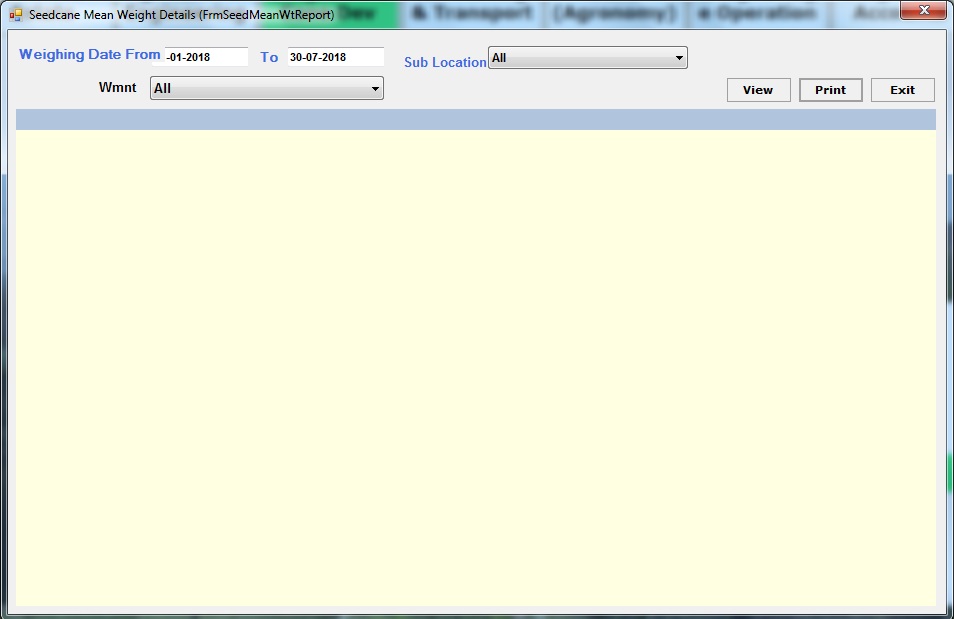 Seedcane Mean Weight Details (FrmSeedMeanWtReport)
Dev & Transport (Agronomy) e Operation Acco
Weighing Date From -01-2018 To 30-07-2018 Sub Location All
Wmnt All
View Print Exit